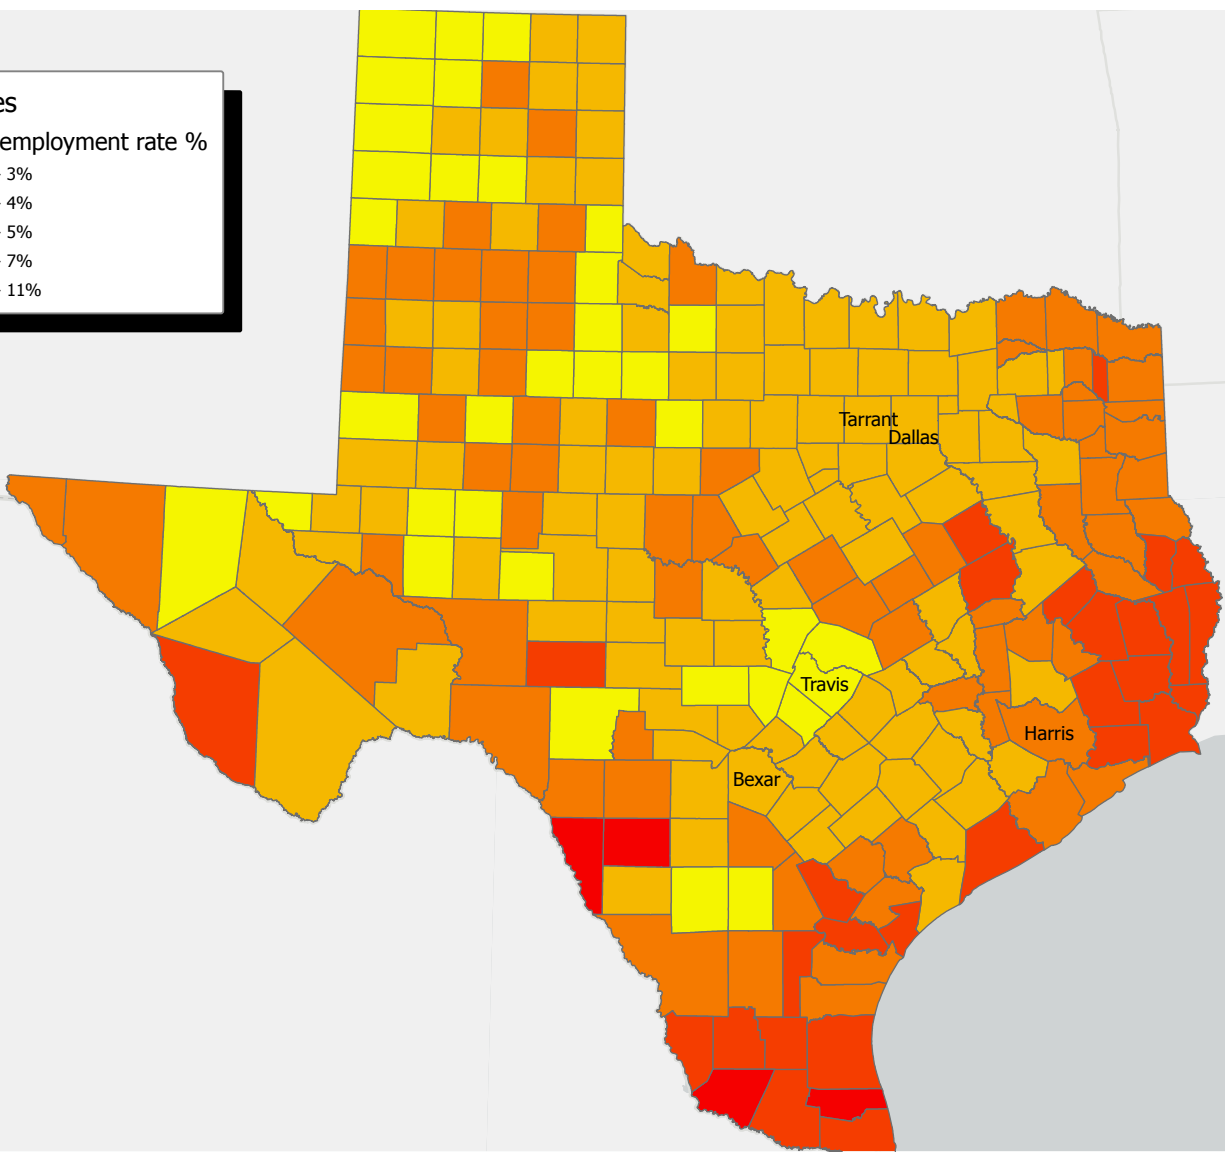 es
employment rate %
- 3%
- 4%
- 5%
- 7%
- 11%
Tarrant
Dallas
Travis
Harris
Bexar